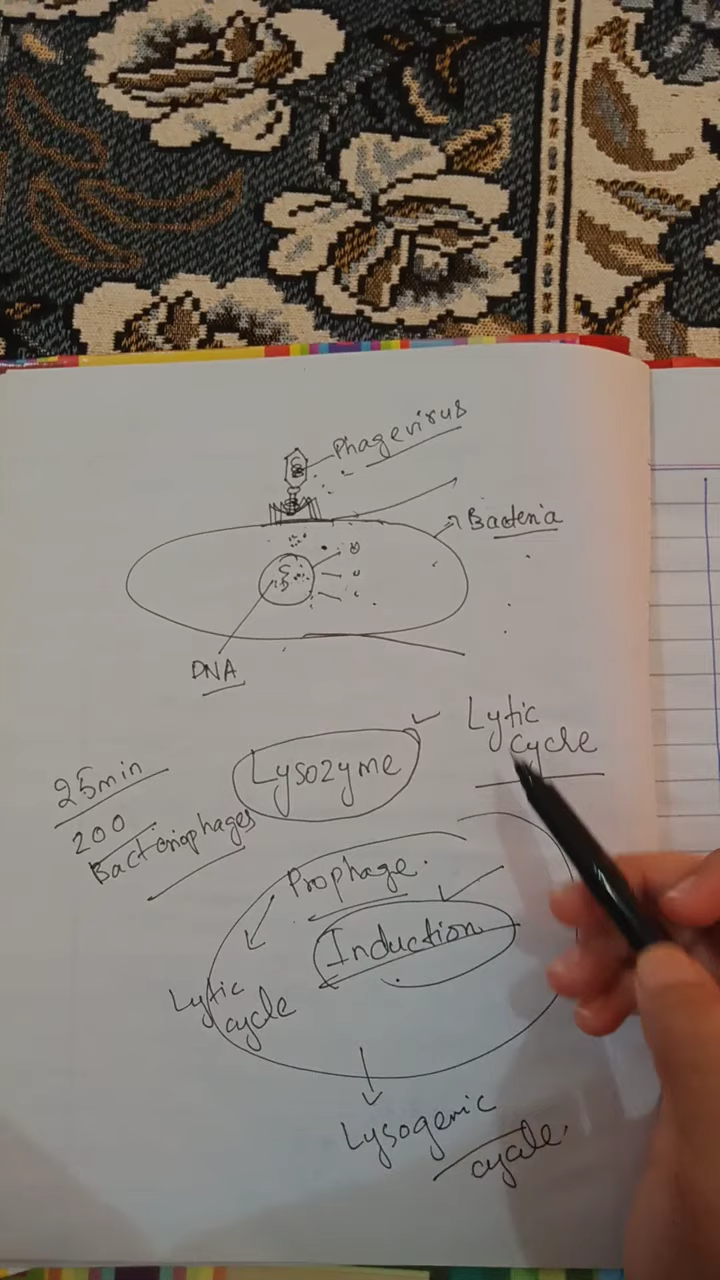 Phagevirus
Bacteria
DNA
Lytic
cycle
Lysozyme
25min
200
Bacteriophages
Prophage.
Induction
Lytic
cycle
Lysogenic
cycle.